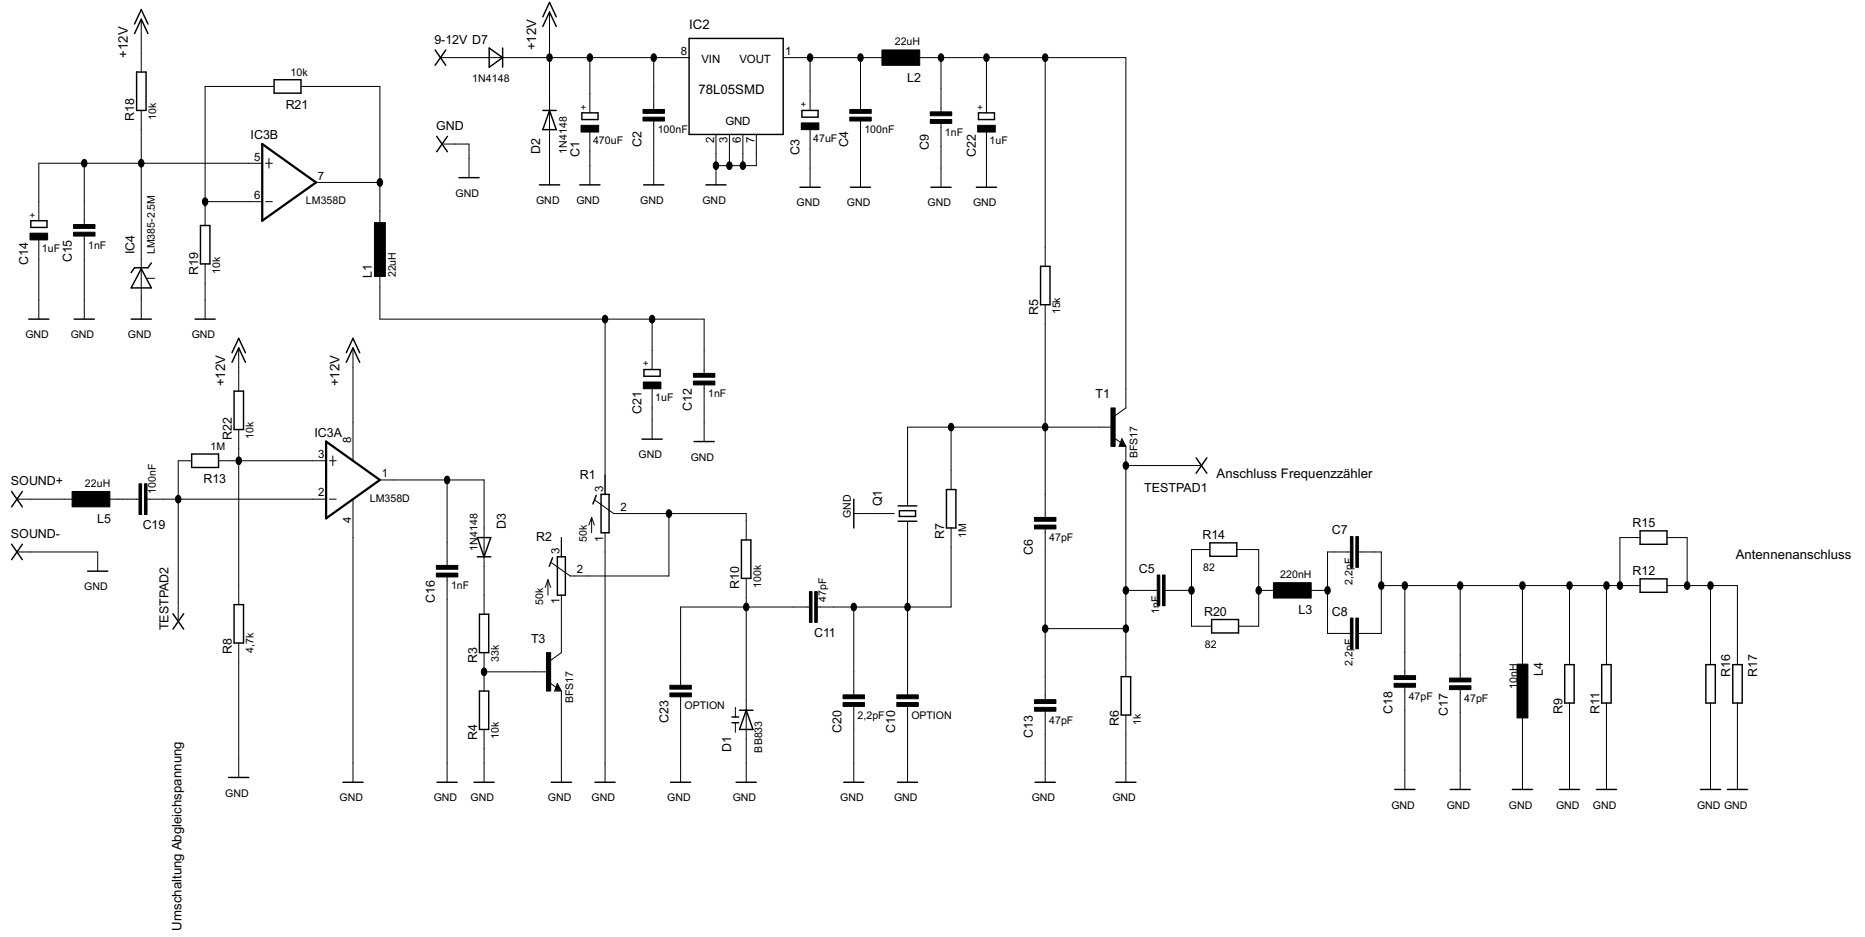 +12V
R18
10k
10k
R21
IC3B
5
6
7
LM358D
C14
+
1uF
C15
1nF
IC4
LM385-2.5M
R19
10k
L1
22uH
GND
GND
GND
GND
9-12V D7
1N4148
+12V
IC2
8
VIN
VOUT
1
78L05SMD
GND
2
3
6
7
22uH
L2
GND
D2
1N4148
C1
+
470uF
C2
100nF
C3
+
47uF
C4
100nF
C9
1nF
C22
+
1uF
GND
GND
GND
GND
GND
GND
GND
GND
GND
R5
15k
+12V
+12V
R22
10k
1M
R13
IC3A
8
3
2
1
4
LM358D
SOUND+
22uH
L5
100nF
C19
SOUND-
GND
TESTPAD2
R8
4,7k
GND
GND
C21
+
1uF
C12
1nF
GND
GND
R1
3
2
1
50k
R2
3
2
1
50k
1N4148
D3
C16
1nF
R3
33k
R4
10k
T3
BFS17
R10
100k
47pF
C11
C23
OPTION
D1
BB833
C20
2,2pF
C10
OPTION
GND
GND
GND
GND
GND
GND
GND
GND
GND
Q1
R7
1M
T1
BFS17
TESTPAD1
Anschluss Frequenzzähler
C6
47pF
C13
47pF
R6
1k
GND
GND
C5
1nF
R14
82
R20
82
220nH
L3
C7
2,2pF
C8
2,2pF
C18
47pF
C17
47pF
10nH
L4
R9
R11
R15
R12
R16
R17
Antennenanschluss
GND
GND
GND
GND
GND
GND
GND
Umschaltung Abgleichspannung